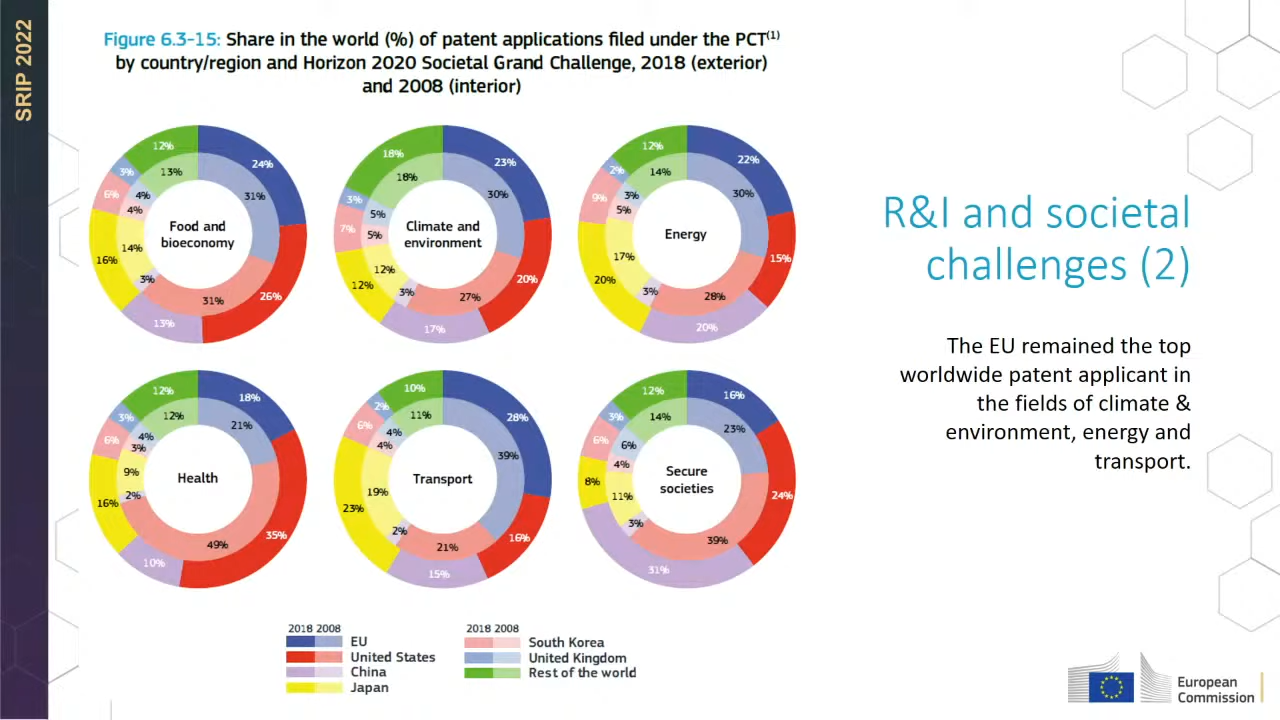 SRIP 2022
Figure 6.3-15: Share in the world (%) of patent applications filed under the PCT(1)
by country/region and Horizon 2020 Societal Grand Challenge, 2018 (exterior)
and 2008 (interior)
12%
24%
3%
13%
31%
6%
4%
4%
Food and
bioeconomy
14%
16%
3%
31%
26%
13%
18%
23%
3%
18%
30%
5%
7%
5%
Climate and
environment
12%
12%
3%
27%
20%
17%
12%
22%
2%
14%
30%
9%
3%
5%
Energy
17%
15%
20%
3%
28%
20%
12%
18%
3%
12%
21%
6%
4%
3%
9%
Health
16%
2%
49%
35%
10%
10%
28%
2%
11%
39%
6%
4%
4%
Transport
19%
23%
2%
21%
16%
15%
12%
16%
3%
14%
23%
6%
6%
4%
Secure
societies
8%
11%
24%
3%
39%
31%
2018 2008
EU
United States
China
Japan
2018 2008
South Korea
United Kingdom
Rest of the world
R&I and societal
challenges (2)
The EU remained the top
worldwide patent applicant in
the fields of climate &
environment, energy and
transport.
European
Commission